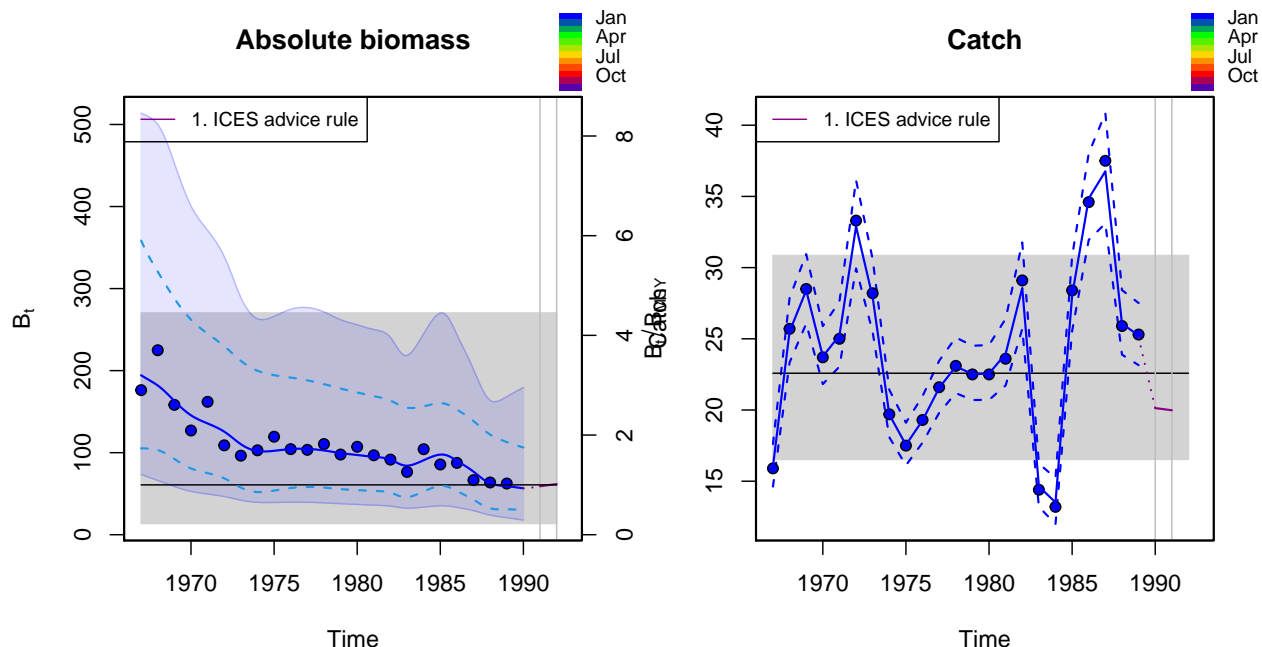 Absolute biomass
Jan
Apr
Jul
Oct
1. ICES advice rule
0 100 200 300 400 500
Bt
0 2 4 6 8
1970 1975 1980 1985 1990
Time
Catch
Jan
Apr
Jul
Oct
1. ICES advice rule
15 20 25 30 35 40
1970 1975 1980 1985 1990
Time